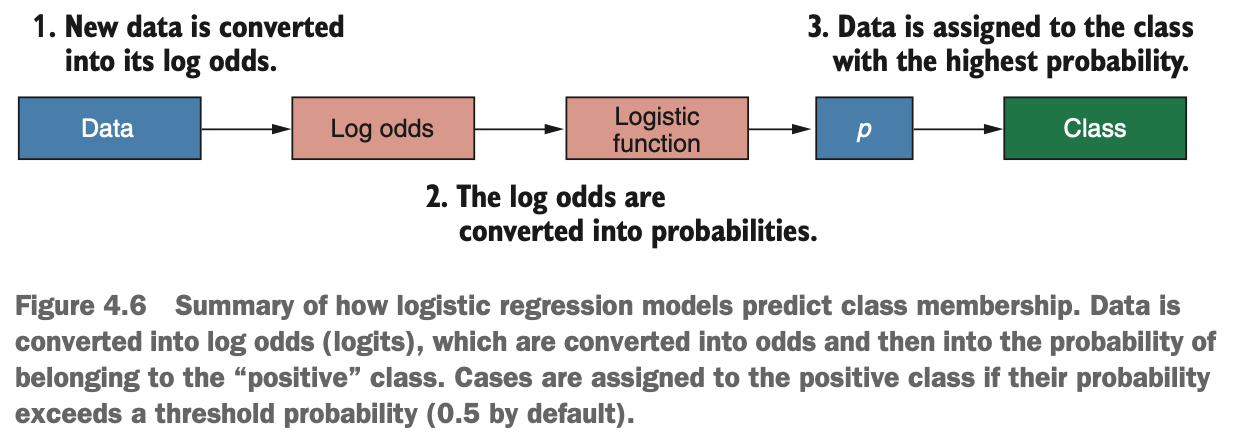 1. New data is converted
into its log odds.
3. Data is assigned to the class
with the highest probability.
Data
Log odds
Logistic
function
p
Class
2. The log odds are
converted into probabilities.
Figure 4.6 Summary of how logistic regression models predict class membership. Data is
converted into log odds (logits), which are converted into odds and then into the probability of
belonging to the “positive” class. Cases are assigned to the positive class if their probability
exceeds a threshold probability (0.5 by default).